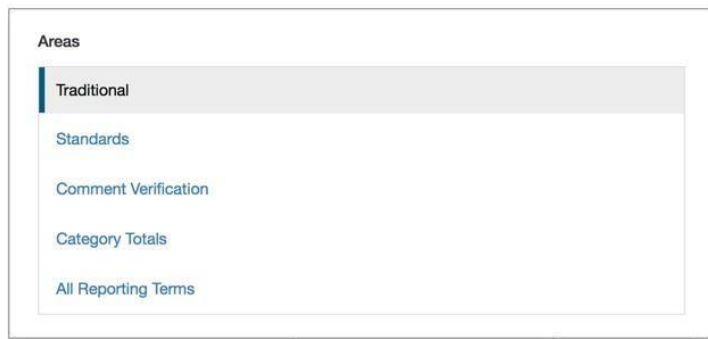 Areas
Traditional
Standards
Comment Verification
Category Totals
All Reporting Terms